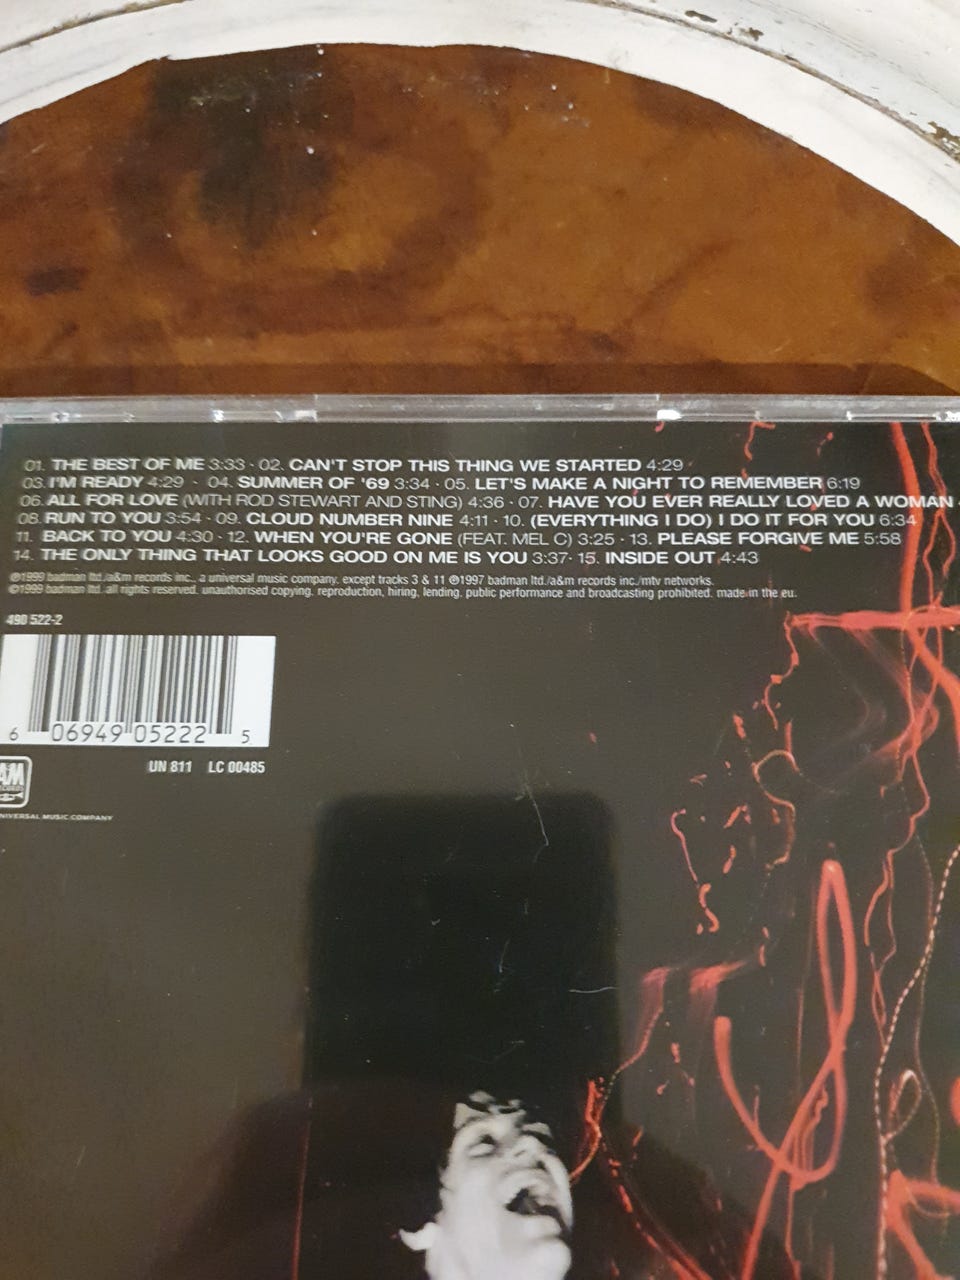 01. THE BEST OF ME 3:33 · 02. CAN'T STOP THIS THING WE STARTED 4:29
03. I'M READY 4:29 · 04. SUMMER OF '69 3:34 · 05. LET'S MAKE A NIGHT TO REMEMBER 6:19
06. ALL FOR LOVE (WITH ROD STEWART AND STING) 4:36 · 07. HAVE YOU EVER REALLY LOVED A WOMAN
08. RUN TO YOU 3:54 · 09. CLOUD NUMBER NINE 4:11 · 10. (EVERYTHING I DO) I DO IT FOR YOU 6:34
11. BACK TO YOU 4:30 · 12. WHEN YOU'RE GONE (FEAT. MEL C) 3:25 · 13. PLEASE FORGIVE ME 5:58
14. THE ONLY THING THAT LOOKS GOOD ON ME IS YOU 3:37 · 15. INSIDE OUT 4:43
℗1999 badman ltd./a&m records inc., a universal music company. except tracks 3 & 11 ℗1997 badman ltd./a&m records inc./mtv networks.
©1999 badman ltd. all rights reserved. unauthorised copying, reproduction, hiring, lending, public performance and broadcasting prohibited. made in the eu.
490 522-2
6 06949 05222 5
UN 811 LC 00485
AM
RECORDS
UNIVERSAL MUSIC COMPANY